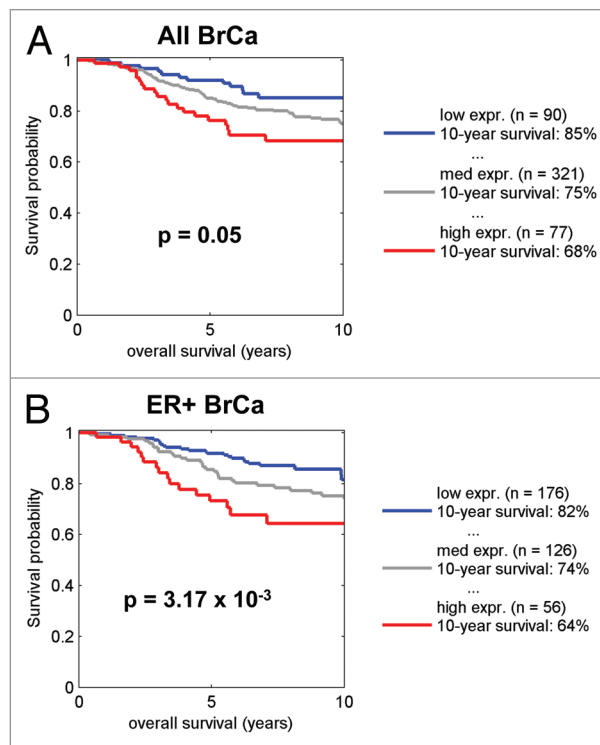 A
All BrCa
Survival probability
1
0.8
0.6
0.4
0.2
0
p = 0.05
0
5
10
overall survival (years)
low expr. (n = 90)
10-year survival: 85%
...
med expr. (n = 321)
10-year survival: 75%
...
high expr. (n = 77)
10-year survival: 68%
B
ER+ BrCa
Survival probability
1
0.8
0.6
0.4
0.2
0
p = 3.17 x 10⁻³
0
5
10
overall survival (years)
low expr. (n = 176)
10-year survival: 82%
...
med expr. (n = 126)
10-year survival: 74%
...
high expr. (n = 56)
10-year survival: 64%